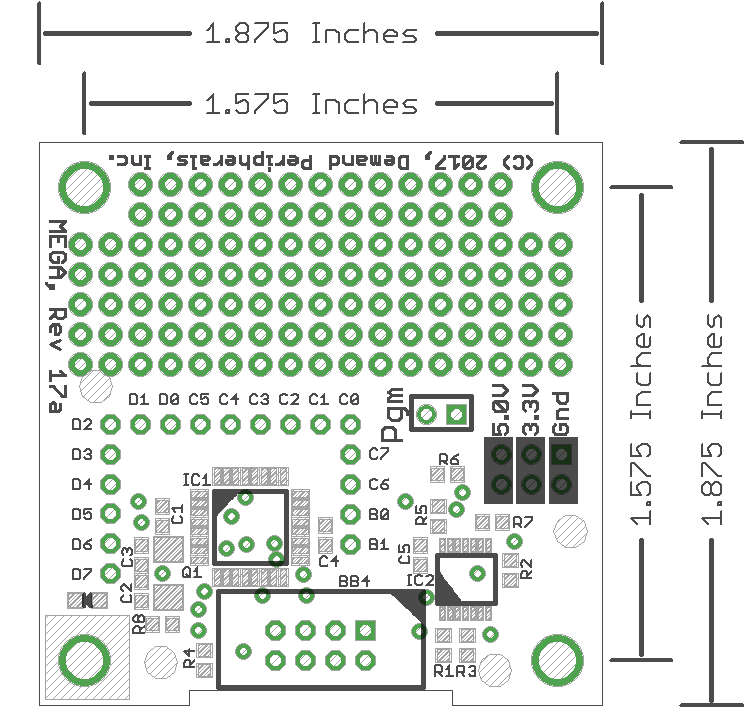 1.875 Inches
1.575 Inches
(C) 2017, Demand Peripherals, Inc.
MEGA, Rev 17a
D1 D0 C5 C4 C3 C2 C1 C0
Pgm
5.0V
3.3V
Gnd
D2
D3
D4
D5
D6
D7
C7
C6
B0
B1
IC1
C1
C3
C2
Q1
R8
R4
C4
BB4
R6
R5
R7
C5
IC2
R2
R1
R3
1.575 Inches
1.875 Inches